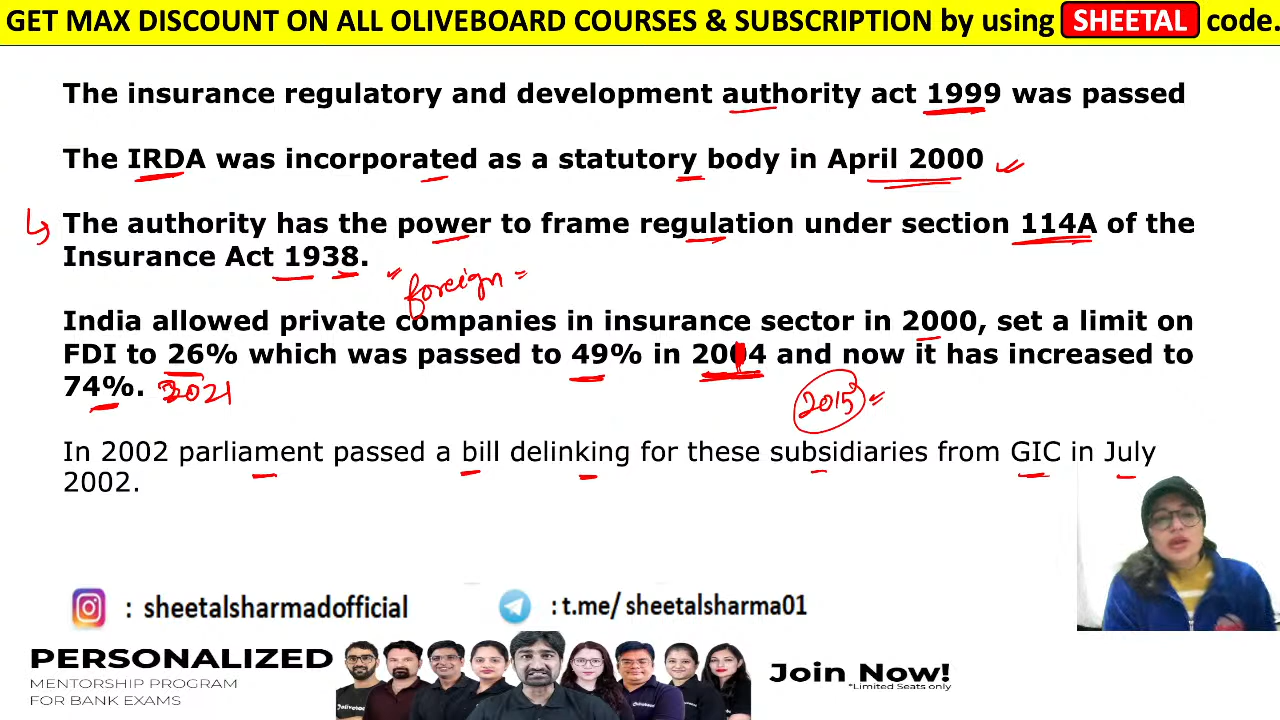 GET MAX DISCOUNT ON ALL OLIVEBOARD COURSES & SUBSCRIPTION by using SHEETAL code.
The insurance regulatory and development authority act 1999 was passed
The IRDA was incorporated as a statutory body in April 2000
The authority has the power to frame regulation under section 114A of the
Insurance Act 1938.
foreign
India allowed private companies in insurance sector in 2000, set a limit on
FDI to 26% which was passed to 49% in 2004 and now it has increased to
74%. 2021
2015
In 2002 parliament passed a bill delinking for these subsidiaries from GIC in July
2002.
: sheetalsharmadofficial
: t.me/ sheetalsharma01
PERSONALIZED
MENTORSHIP PROGRAM
FOR BANK EXAMS
Join Now!
*Limited Seats only